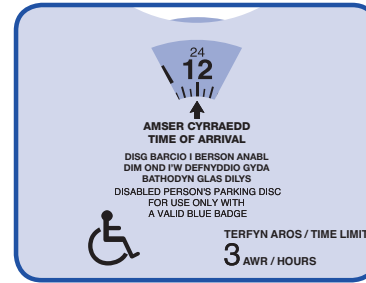 24
12
AMSER CYRRAEDD
TIME OF ARRIVAL
DISG BARCIO I BERSON ANABL
DIM OND I'W DEFNYDDIO GYDA
BATHODYN GLAS DILYS
DISABLED PERSON'S PARKING DISC
FOR USE ONLY WITH
A VALID BLUE BADGE
TERFYN AROS / TIME LIMIT
3 AWR / HOURS